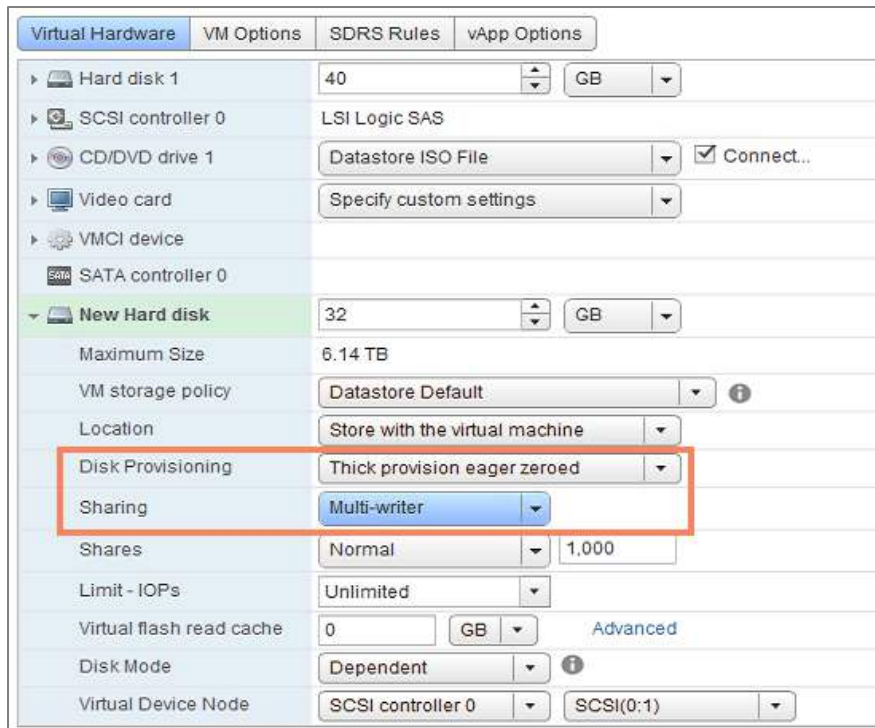 Virtual Hardware VM Options SDRS Rules vApp Options
Hard disk 1 40 GB
SCSI controller 0 LSI Logic SAS
CD/DVD drive 1 Datastore ISO File Connect...
Video card Specify custom settings
VMCI device
SATA SATA controller 0
New Hard disk 32 GB
Maximum Size 6.14 TB
VM storage policy Datastore Default
Location Store with the virtual machine
Disk Provisioning Thick provision eager zeroed
Sharing Multi-writer
Shares Normal 1,000
Limit - IOPs Unlimited
Virtual flash read cache 0 GB Advanced
Disk Mode Dependent
Virtual Device Node SCSI controller 0 SCSI(0:1)